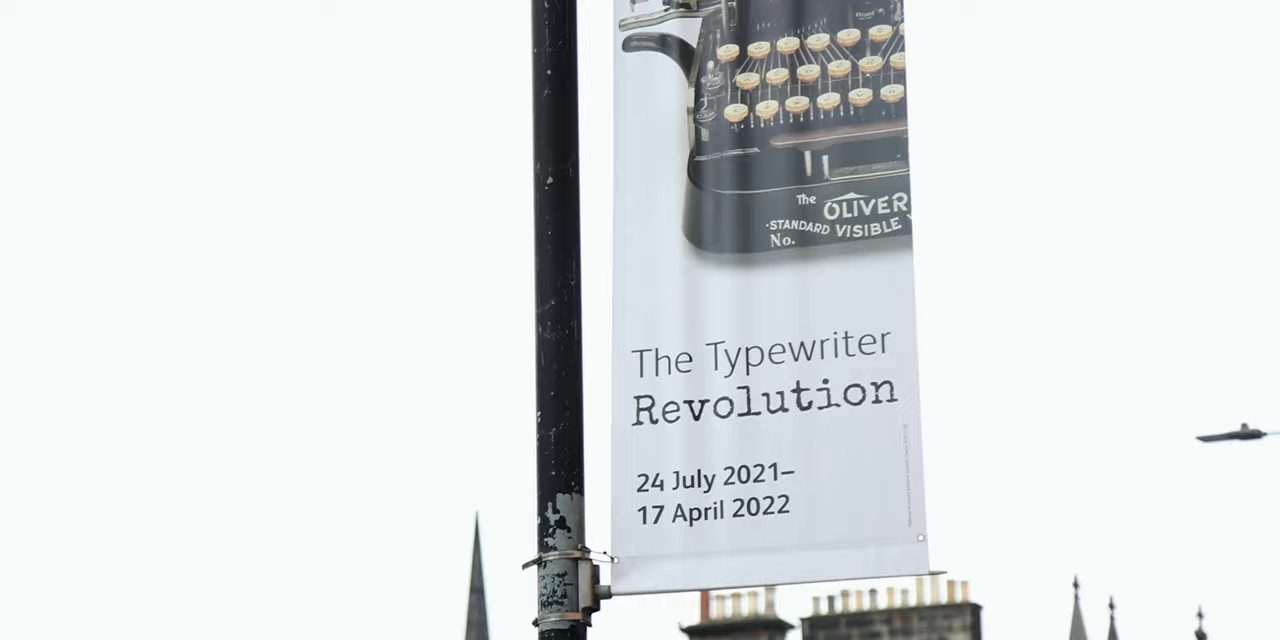 The
OLIVER
·STANDARD VISIBLE
No.
The Typewriter
Revolution
24 July 2021–
17 April 2022